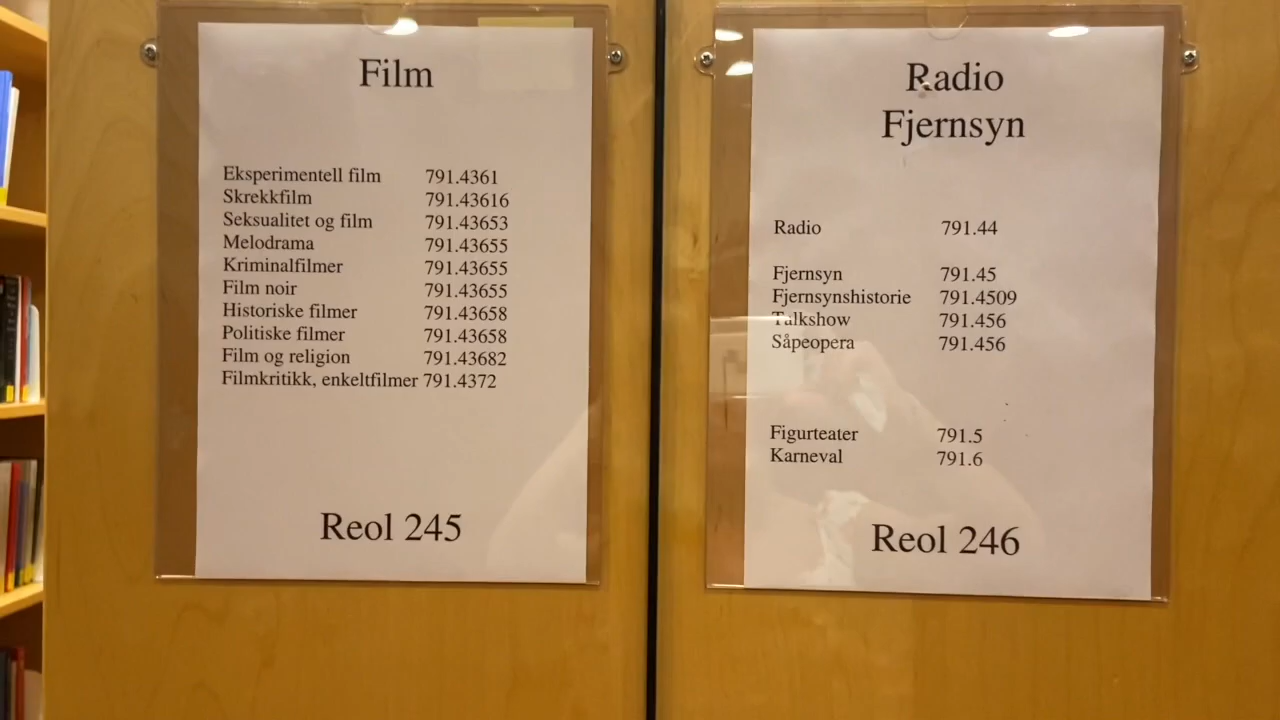 Film
Eksperimentell film 791.4361
Skrekkfilm 791.43616
Seksualitet og film 791.43653
Melodrama 791.43655
Kriminalfilmer 791.43655
Film noir 791.43655
Historiske filmer 791.43658
Politiske filmer 791.43658
Film og religion 791.43682
Filmkritikk, enkeltfilmer 791.4372
Reol 245
Radio
Fjernsyn
Radio 791.44
Fjernsyn 791.45
Fjernsynshistorie 791.4509
Talkshow 791.456
Såpeopera 791.456
Figurteater 791.5
Karneval 791.6
Reol 246